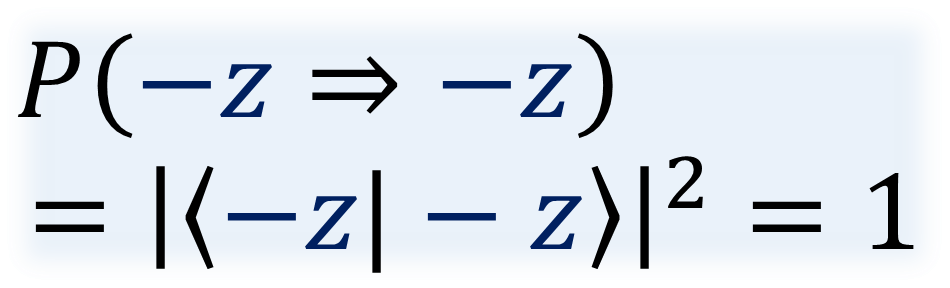 P(−z ⇒ −z)
= |⟨−z| − z⟩|² = 1